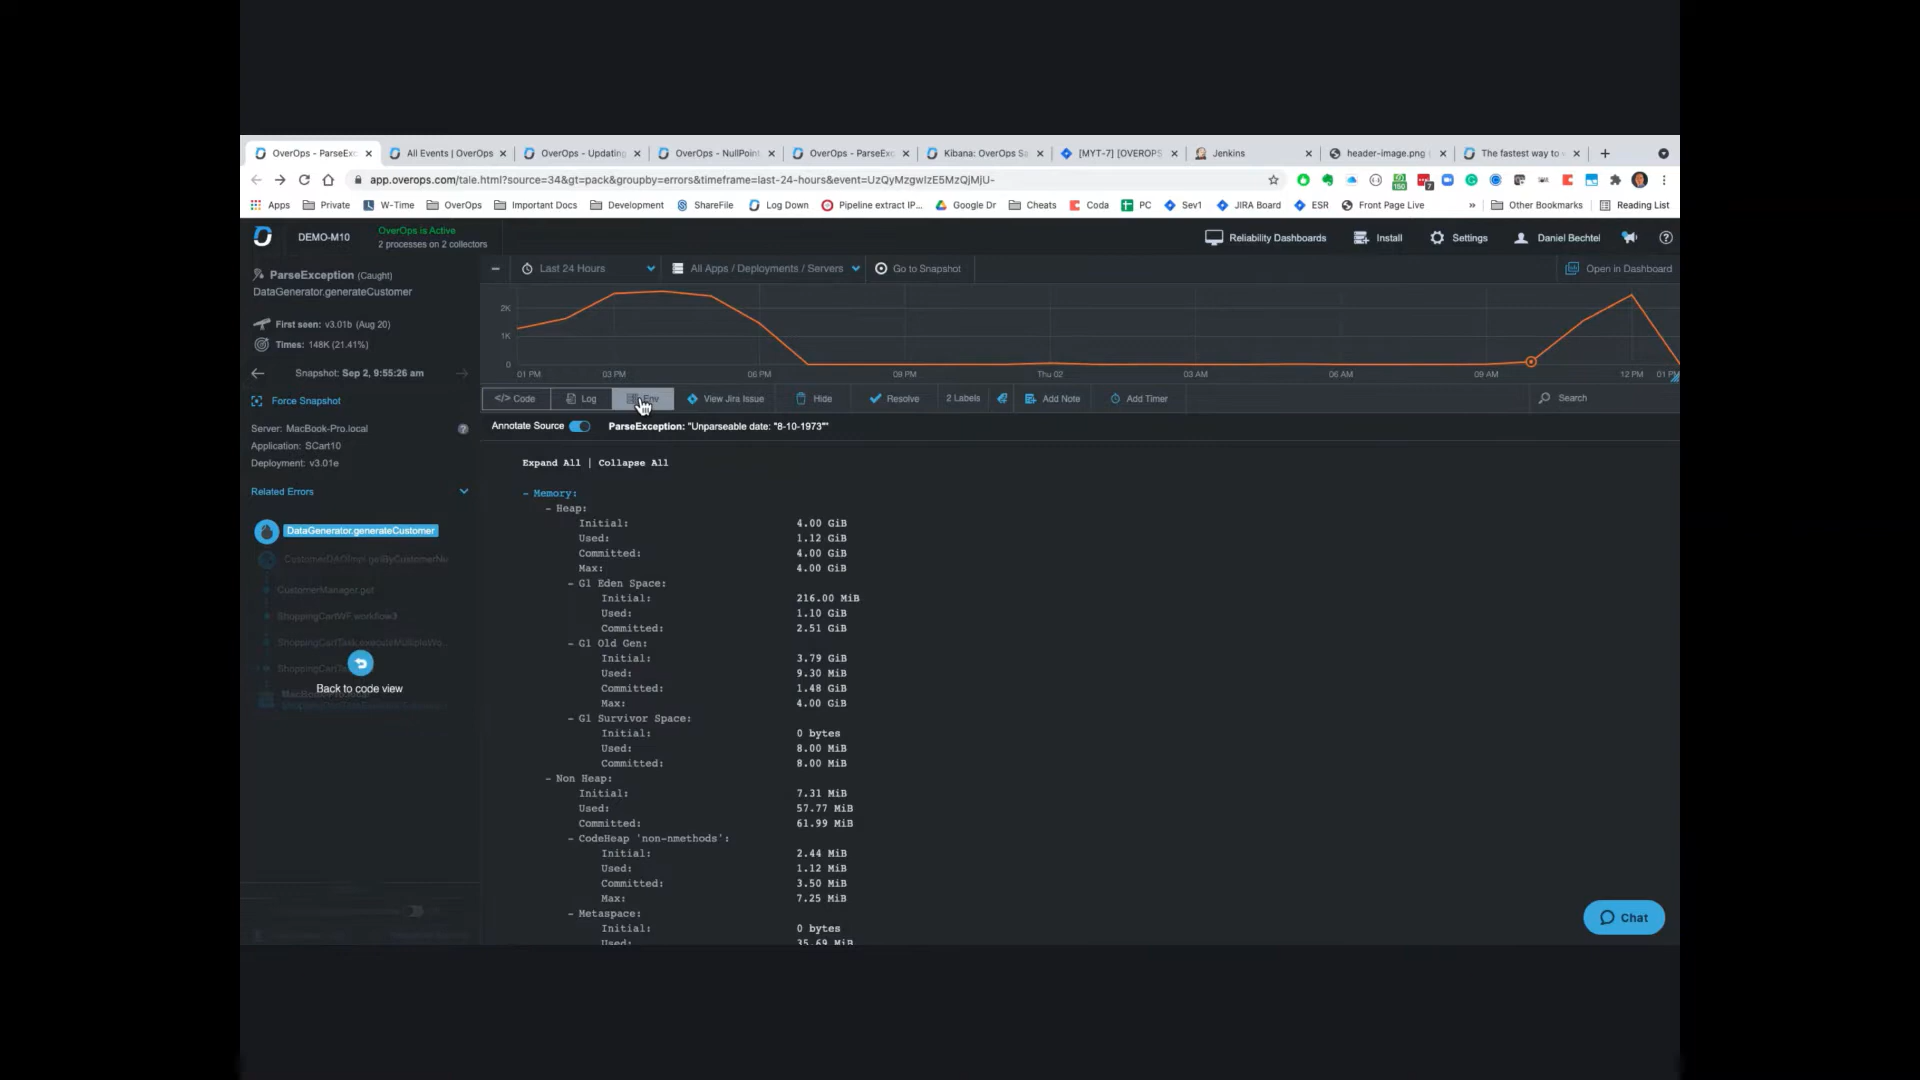 OverOps - ParseExc
All Events | OverOps
OverOps - Updating
OverOps - NullPoint
OverOps - ParseExc
Kibana: OverOps Sa
[MYT-7] [OVEROPS
Jenkins
header-image.png
The fastest way to
app.overops.com/tale.html?source=34&gt=pack&groupby=errors&timeframe=last-24-hours&event=UzQyMzgwIzE5MzQjMjU-
Apps
Private
W-Time
OverOps
Important Docs
Development
ShareFile
Log Down
Pipeline extract IP...
Google Dr
Cheats
Coda
PC
Sev1
JIRA Board
ESR
Front Page Live
»
Other Bookmarks
Reading List
DEMO-M10
OverOps is Active
2 processes on 2 collectors
Reliability Dashboards
Install
Settings
Daniel Bechtel
ParseException (Caught)
DataGenerator.generateCustomer
First seen: v3.01b (Aug 20)
Times: 148K (21.41%)
Snapshot: Sep 2, 9:55:26 am
Force Snapshot
Server: MacBook-Pro.local
Application: SCart10
Deployment: v3.01e
Related Errors
DataGenerator.generateCustomer
CustomerManager.get
ShoppingCartWF.workflow3
Back to code view
Last 24 Hours
All Apps / Deployments / Servers
Go to Snapshot
Open in Dashboard
2K
1K
0
01 PM
03 PM
06 PM
09 PM
Thu 02
03 AM
06 AM
09 AM
12 PM
01 PM
</> Code
Log
Env
View Jira Issue
Hide
Resolve
2 Labels
Add Note
Add Timer
Search
Annotate Source
ParseException: "Unparseable date: "8-10-1973""
Expand All | Collapse All
- Memory:
- Heap:
Initial: 4.00 GiB
Used: 1.12 GiB
Committed: 4.00 GiB
Max: 4.00 GiB
- G1 Eden Space:
Initial: 216.00 MiB
Used: 1.10 GiB
Committed: 2.51 GiB
- G1 Old Gen:
Initial: 3.79 GiB
Used: 9.30 MiB
Committed: 1.48 GiB
Max: 4.00 GiB
- G1 Survivor Space:
Initial: 0 bytes
Used: 8.00 MiB
Committed: 8.00 MiB
- Non Heap:
Initial: 7.31 MiB
Used: 57.77 MiB
Committed: 61.99 MiB
- CodeHeap 'non-nmethods':
Initial: 2.44 MiB
Used: 1.12 MiB
Committed: 3.50 MiB
Max: 7.25 MiB
- Metaspace:
Initial: 0 bytes
Used: 35.69 MiB
Chat